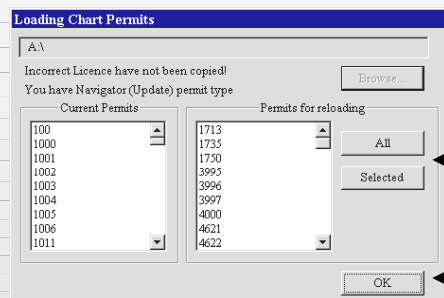 Loading Chart Permits
A:\
Incorrect Licence have not been copied!
Browse...
You have Navigator (Update) permit type
Current Permits
100
1000
1001
1002
1003
1004
1005
1006
1011
Permits for reloading
1713
1735
1750
3995
3996
3997
4000
4621
4622
All
Selected
OK